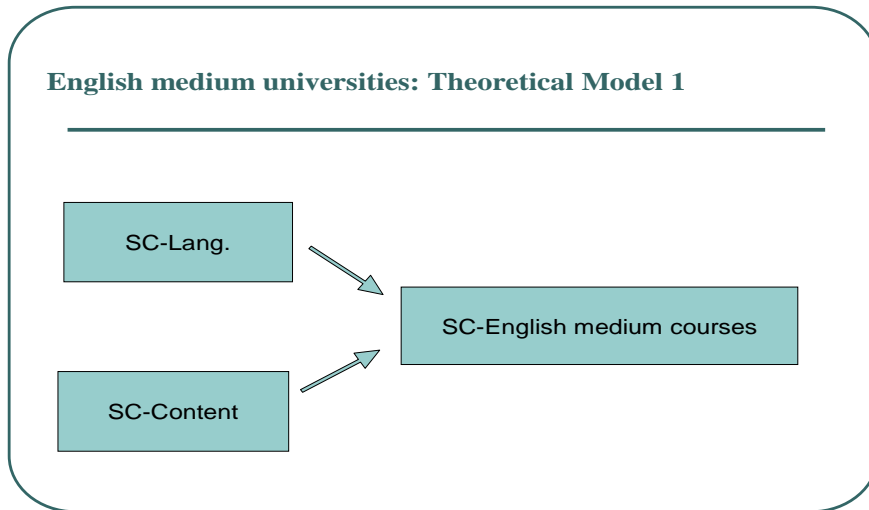 English medium universities: Theoretical Model 1
SC-Lang.
SC-English medium courses
SC-Content